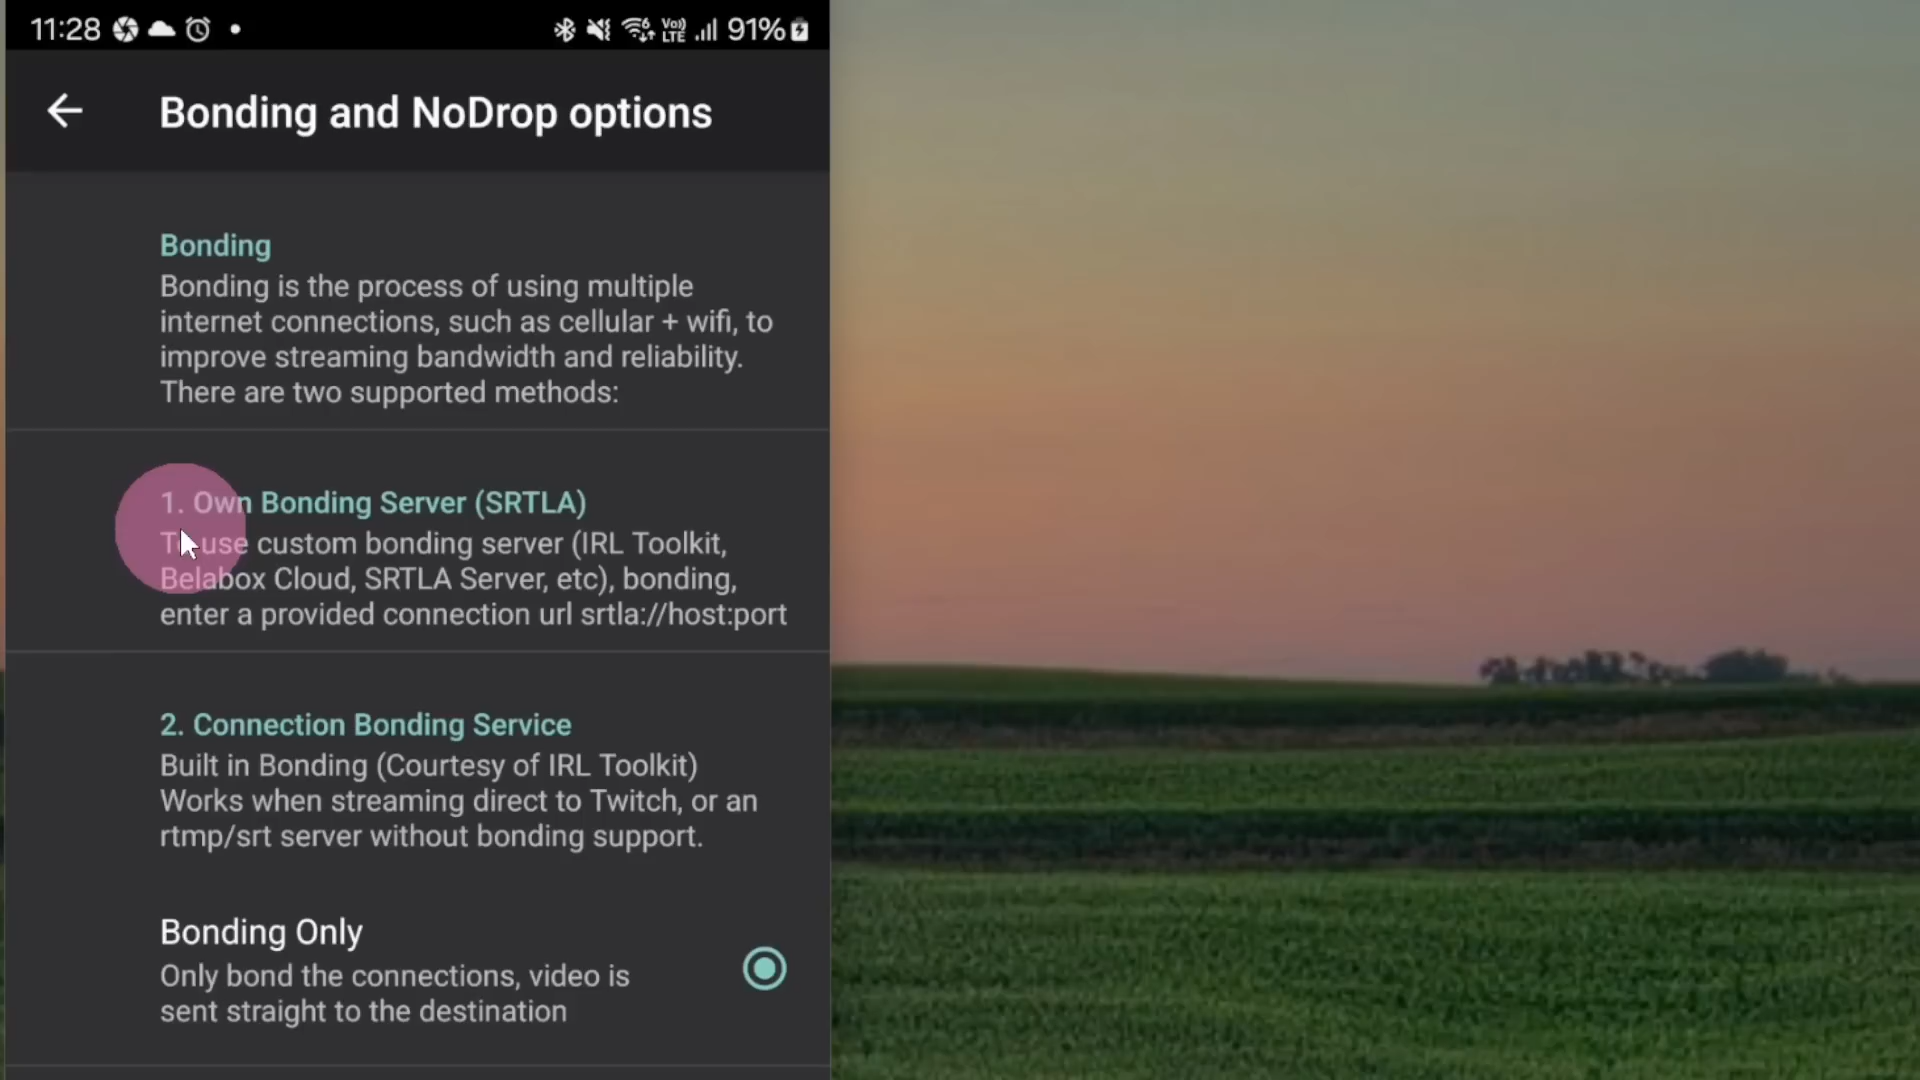 11:28 91%
Vo)) LTE
6
Bonding and NoDrop options
Bonding
Bonding is the process of using multiple
internet connections, such as cellular + wifi, to
improve streaming bandwidth and reliability.
There are two supported methods:
1. Own Bonding Server (SRTLA)
To use custom bonding server (IRL Toolkit,
Belabox Cloud, SRTLA Server, etc), bonding,
enter a provided connection url srtla://host:port
2. Connection Bonding Service
Built in Bonding (Courtesy of IRL Toolkit)
Works when streaming direct to Twitch, or an
rtmp/srt server without bonding support.
Bonding Only
Only bond the connections, video is
sent straight to the destination